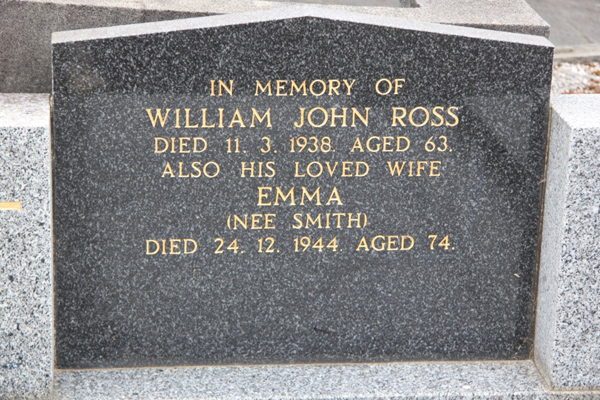 IN MEMORY OF
WILLIAM JOHN ROSS
DIED 11. 3. 1938. AGED 63.
ALSO HIS LOVED WIFE
EMMA
(NEE SMITH)
DIED 24. 12. 1944. AGED 74.